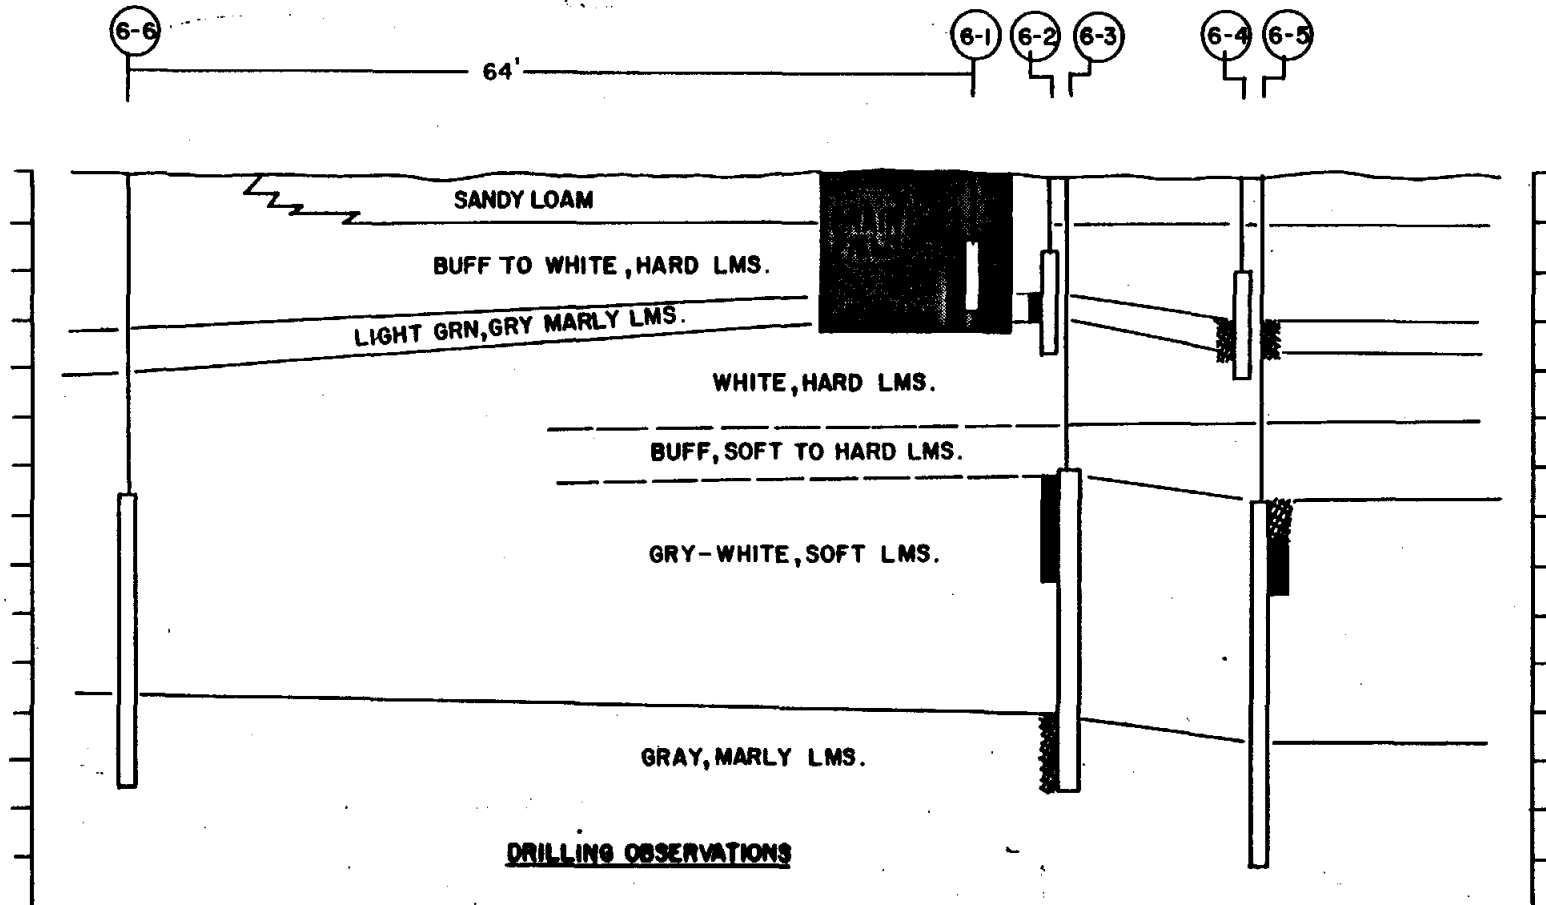 6-6 6-1 6-2 6-3 6-4 6-5
64'
SANDY LOAM
BUFF TO WHITE, HARD LMS.
LIGHT GRN, GRY MARLY LMS.
WHITE, HARD LMS.
BUFF, SOFT TO HARD LMS.
GRY-WHITE, SOFT LMS.
GRAY, MARLY LMS.
DRILLING OBSERVATIONS